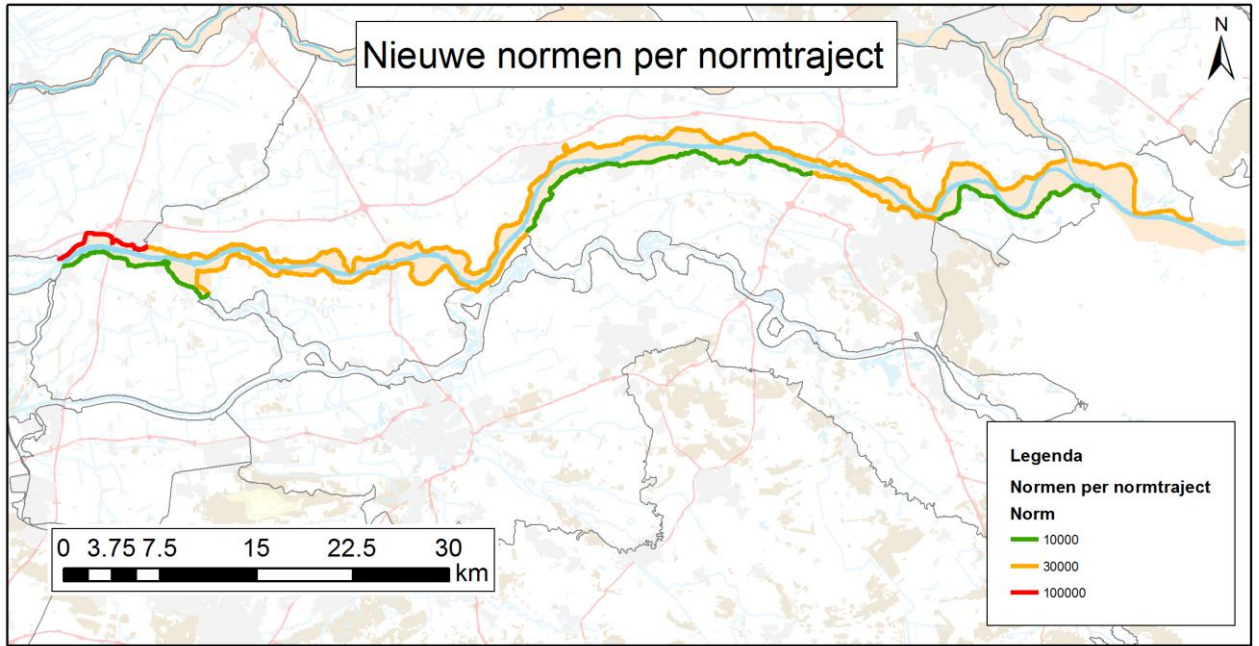 Nieuwe normen per normtraject
N
Legenda
Normen per normtraject
Norm
10000
30000
100000
0 3.75 7.5 15 22.5 30
km